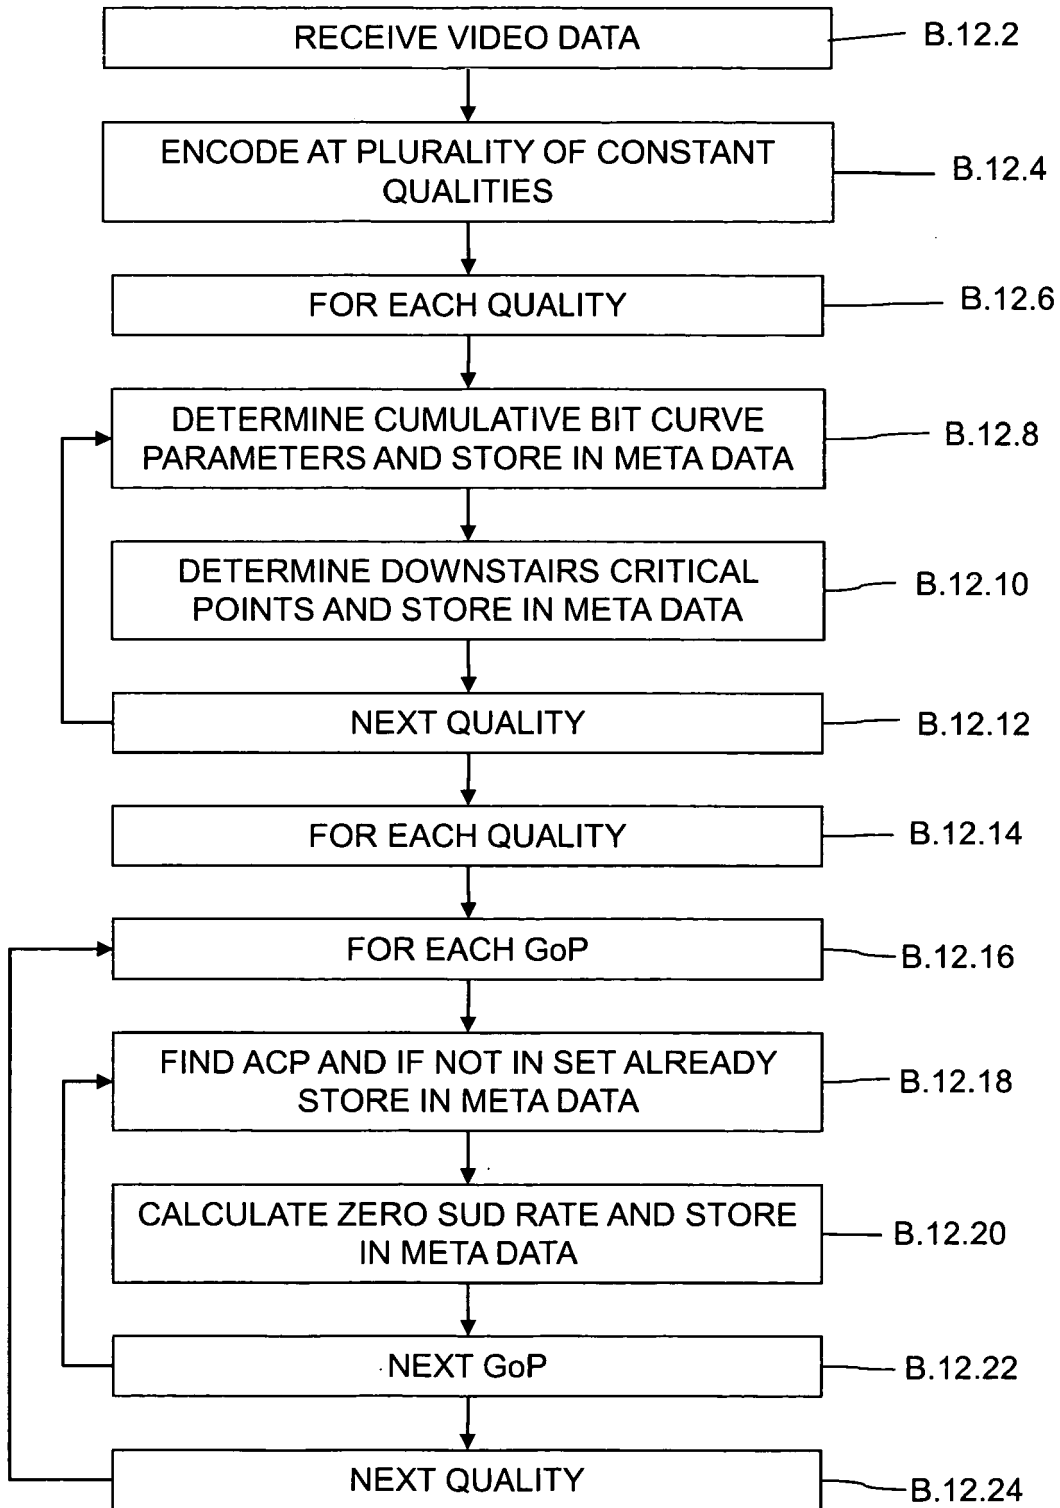 RECEIVE VIDEO DATA
B.12.2
ENCODE AT PLURALITY OF CONSTANT
QUALITIES
B.12.4
FOR EACH QUALITY
B.12.6
DETERMINE CUMULATIVE BIT CURVE
PARAMETERS AND STORE IN META DATA
B.12.8
DETERMINE DOWNSTAIRS CRITICAL
POINTS AND STORE IN META DATA
B.12.10
NEXT QUALITY
B.12.12
FOR EACH QUALITY
B.12.14
FOR EACH GoP
B.12.16
FIND ACP AND IF NOT IN SET ALREADY
STORE IN META DATA
B.12.18
CALCULATE ZERO SUD RATE AND STORE
IN META DATA
B.12.20
NEXT GoP
B.12.22
NEXT QUALITY
B.12.24